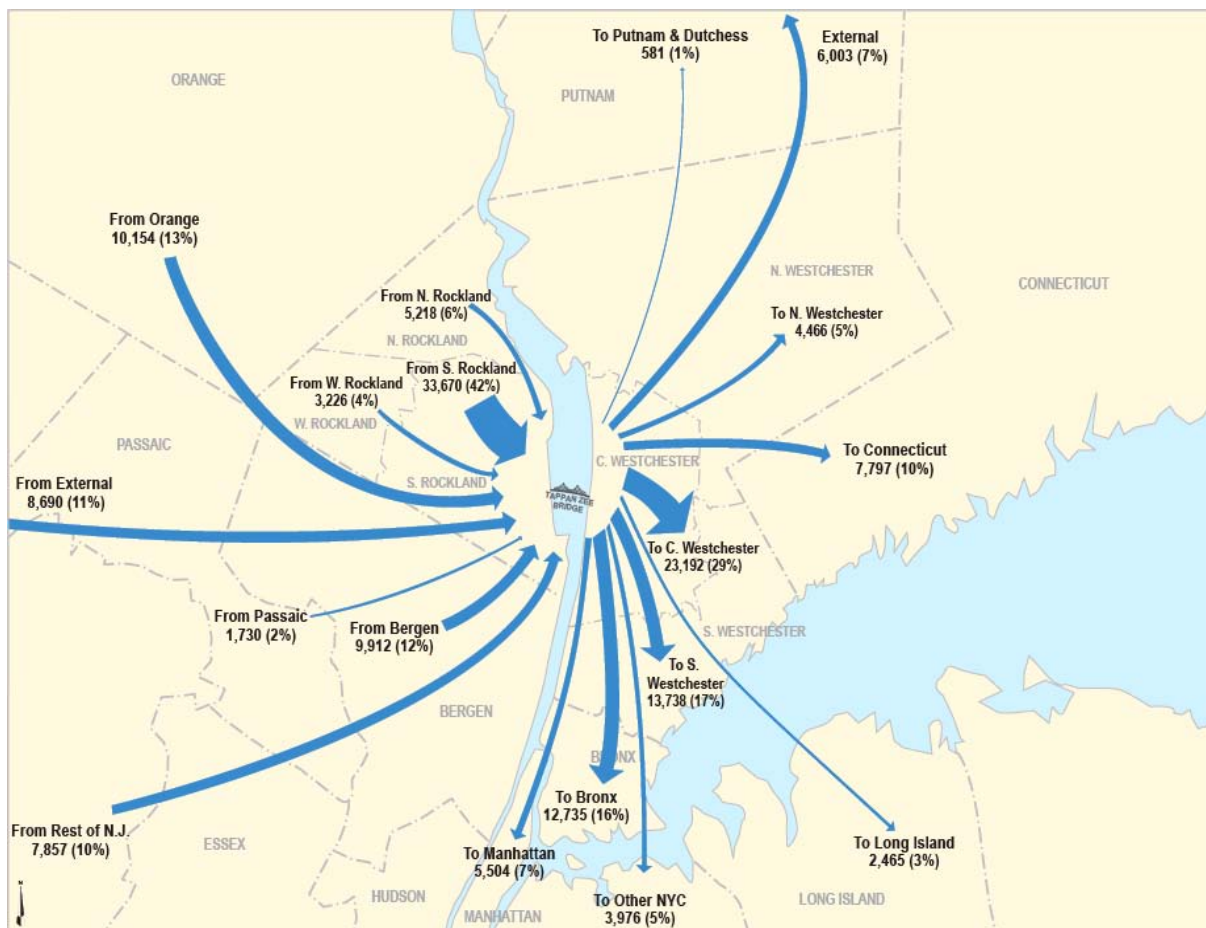 To Putnam & Dutchess
581 (1%)
External
6,003 (7%)
ORANGE
PUTNAM
From Orange
10,154 (13%)
N. WESTCHESTER
CONNECTICUT
From N. Rockland
5,218 (6%)
To N. Westchester
4,466 (5%)
N. ROCKLAND
From S. Rockland
33,670 (42%)
From W. Rockland
3,226 (4%)
W. ROCKLAND
PASSAIC
To Connecticut
7,797 (10%)
C. WESTCHESTER
From External
8,690 (11%)
S. ROCKLAND
TAPPAN ZEE
BRIDGE
To C. Westchester
23,192 (29%)
From Passaic
1,730 (2%)
From Bergen
9,912 (12%)
S. WESTCHESTER
To S.
Westchester
13,738 (17%)
BERGEN
BRONX
To Bronx
12,735 (16%)
From Rest of N.J.
7,857 (10%)
ESSEX
To Manhattan
5,504 (7%)
To Long Island
2,465 (3%)
HUDSON
To Other NYC
3,976 (5%)
LONG ISLAND
MANHATTAN
N